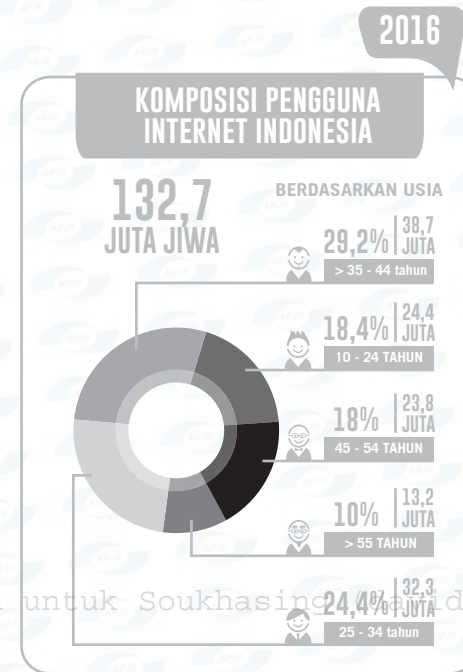 2016
KOMPOSISI PENGGUNA
INTERNET INDONESIA
132,7
JUTA JIWA
BERDASARKAN USIA
29,2% 38,7 JUTA
> 35 - 44 tahun
18,4% 24,4 JUTA
10 - 24 TAHUN
18% 23,8 JUTA
45 - 54 TAHUN
10% 13,2 JUTA
> 55 TAHUN
24,4% 32,3 JUTA
25 - 34 tahun
untuk Soukhasing